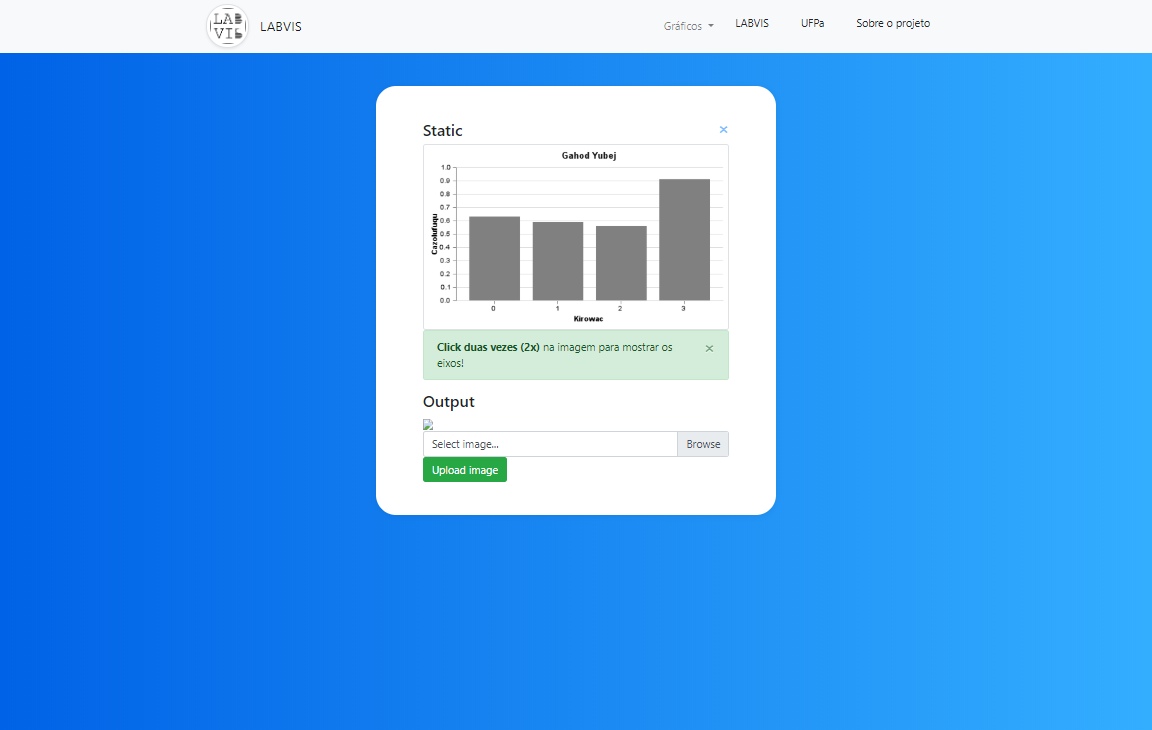 LAB
VIS
LABVIS
Gráficos
LABVIS
UFPa
Sobre o projeto
Static
×
Gahod Yubej
1.0
0.9
0.8
0.7
0.6
0.5
0.4
0.3
0.2
0.1
0.0
Cazolufuqu
0 1 2 3
Kirowac
Click duas vezes (2x) na imagem para mostrar os
eixos!
×
Output
Select image...
Browse
Upload image